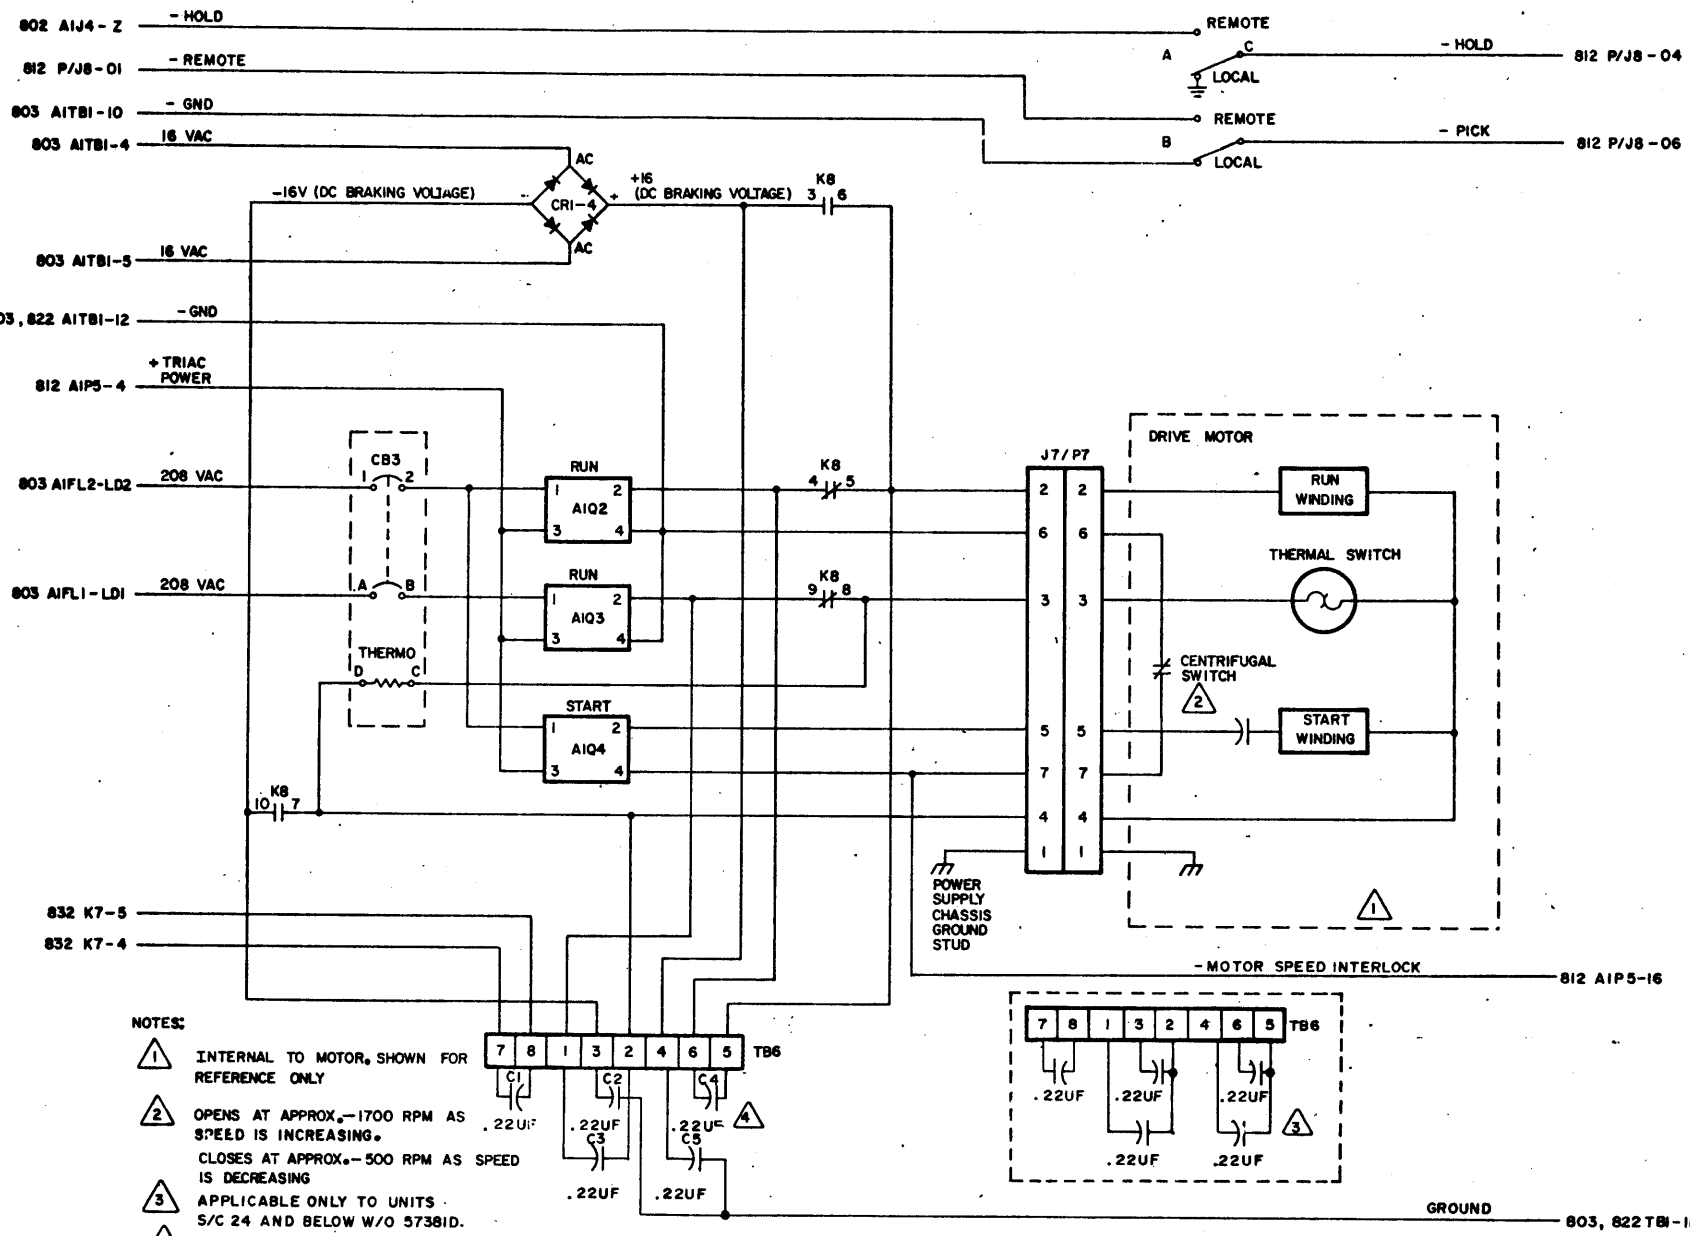 802 A1J4-Z
- HOLD
REMOTE
A
C
- HOLD
812 P/J8-04
LOCAL
812 P/J8-01
- REMOTE
803 A1TB1-10
- GND
REMOTE
B
- PICK
812 P/J8-06
LOCAL
803 A1TB1-4
16 VAC
AC
-16V (DC BRAKING VOLTAGE)
-
CR1-4
+
+16
(DC BRAKING VOLTAGE)
K8
3 6
AC
803 A1TB1-5
16 VAC
03, 822 A1TB1-12
- GND
+ TRIAC
POWER
812 A1P5-4
CB3
1 2
803 A1FL2-LD2
208 VAC
RUN
1 2
A1Q2
3 4
K8
4 5
A B
803 A1FL1-LD1
208 VAC
RUN
1 2
A1Q3
3 4
K8
9 8
THERMO
D C
START
1 2
A1Q4
3 4
K8
10 7
J7/P7
2 2
6 6
3 3
5 5
7 7
4 4
1 1
DRIVE MOTOR
RUN
WINDING
THERMAL SWITCH
CENTRIFUGAL
SWITCH
2
START
WINDING
1
POWER
SUPPLY
CHASSIS
GROUND
STUD
832 K7-5
832 K7-4
- MOTOR SPEED INTERLOCK
812 A1P5-16
7 8 1 3 2 4 6 5 TB6
C1 C2 C4
.22UF .22UF .22UF
4
C3 C5
.22UF .22UF
7 8 1 3 2 4 6 5 TB6
.22UF .22UF .22UF
3
.22UF .22UF
GROUND
803, 822 TB1-1
NOTES:
1 INTERNAL TO MOTOR. SHOWN FOR
REFERENCE ONLY
2 OPENS AT APPROX.-1700 RPM AS
SPEED IS INCREASING.
CLOSES AT APPROX.-500 RPM AS SPEED
IS DECREASING
3 APPLICABLE ONLY TO UNITS
S/C 24 AND BELOW W/O 57381D.